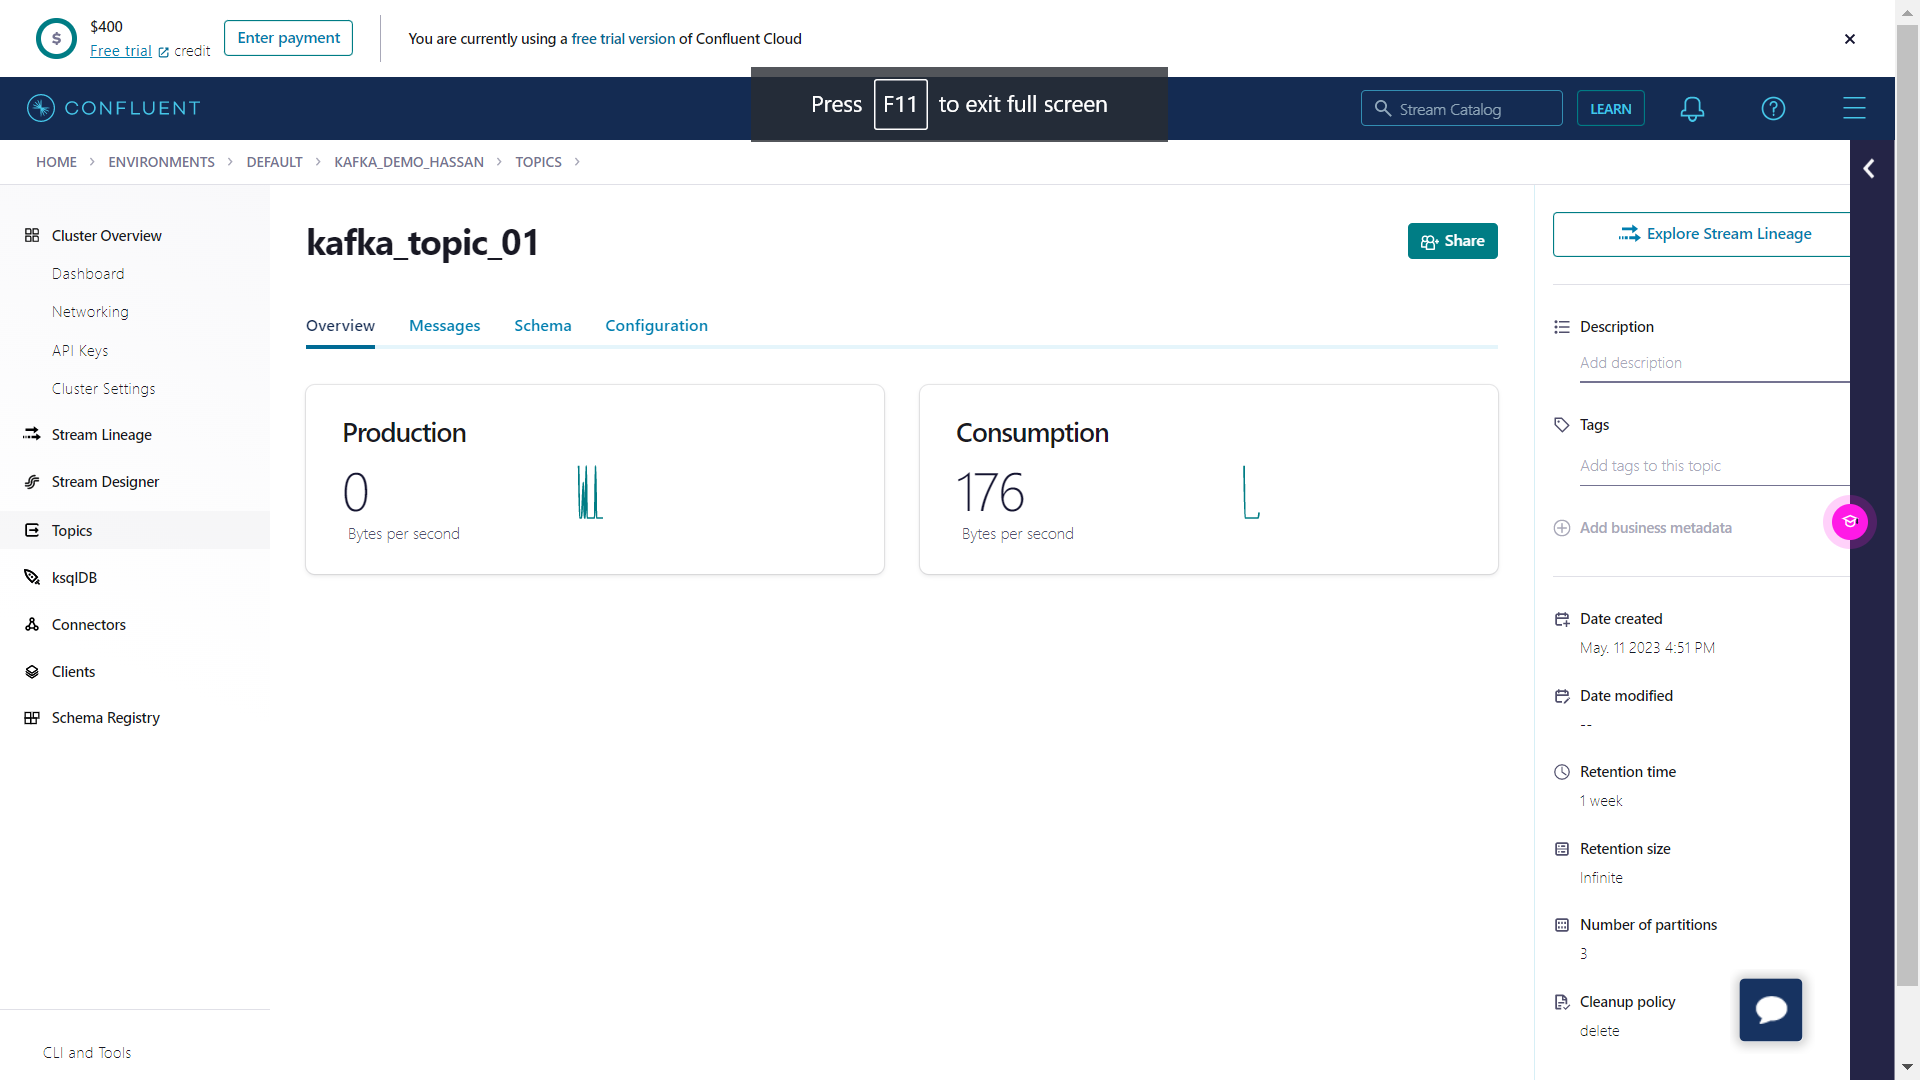 $400
Free trial credit
Enter payment
You are currently using a free trial version of Confluent Cloud
Press F11 to exit full screen
CONFLUENT
Stream Catalog
LEARN
HOME > ENVIRONMENTS > DEFAULT > KAFKA_DEMO_HASSAN > TOPICS >
Cluster Overview
Dashboard
Networking
API Keys
Cluster Settings
Stream Lineage
Stream Designer
Topics
ksqlDB
Connectors
Clients
Schema Registry
CLI and Tools
kafka_topic_01
Share
Overview Messages Schema Configuration
Production
0
Bytes per second
Consumption
176
Bytes per second
Explore Stream Lineage
Description
Add description
Tags
Add tags to this topic
Add business metadata
Date created
May. 11 2023 4:51 PM
Date modified
--
Retention time
1 week
Retention size
Infinite
Number of partitions
3
Cleanup policy
delete